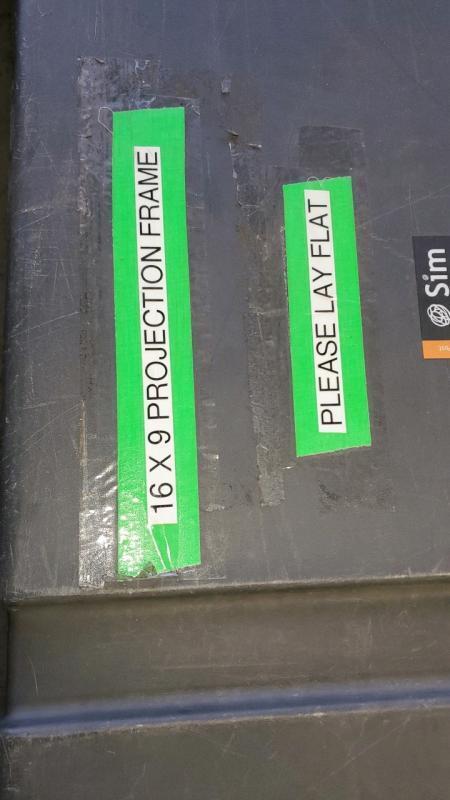 16 X 9 PROJECTION FRAME
PLEASE LAY FLAT
Sim